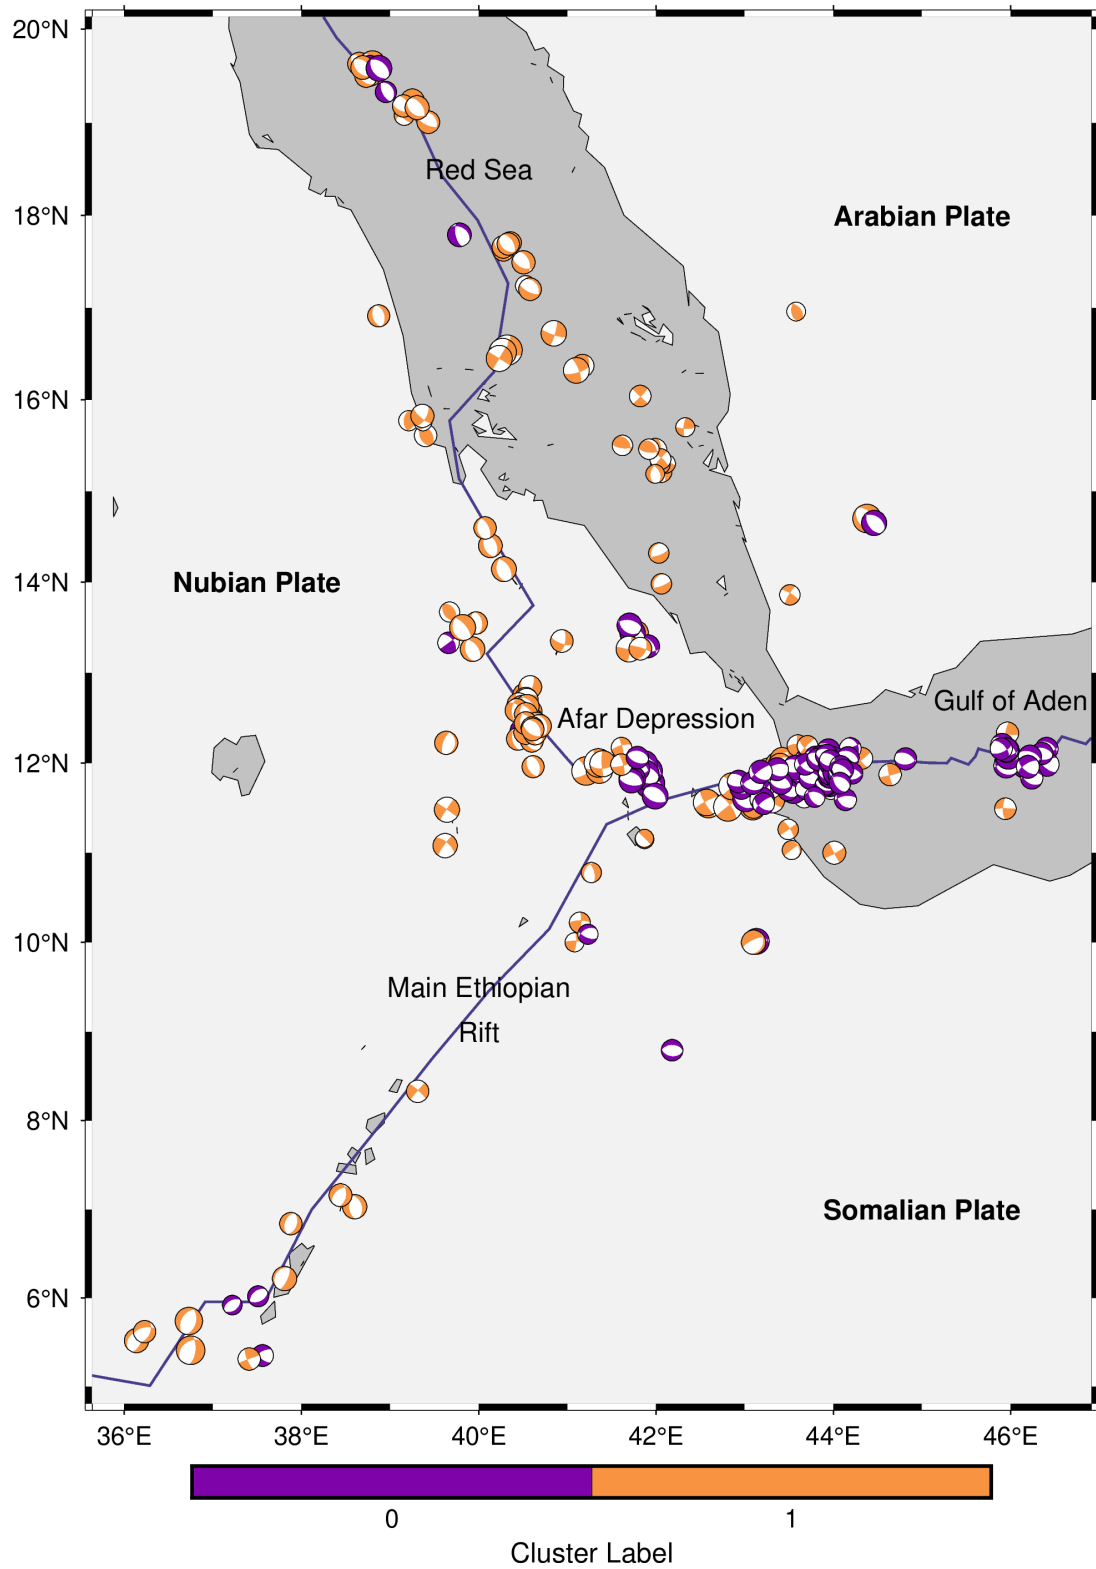 20°N
Red Sea
18°N
Arabian Plate
16°N
14°N
Nubian Plate
Gulf of Aden
Afar Depression
12°N
10°N
Main Ethiopian
Rift
8°N
Somalian Plate
6°N
36°E 38°E 40°E 42°E 44°E 46°E
0 1
Cluster Label